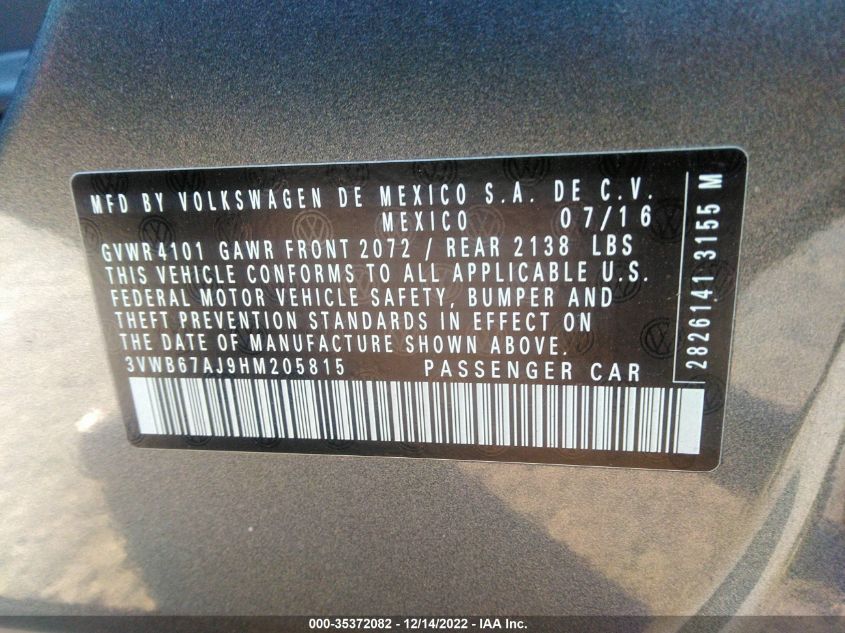 MFD BY VOLKSWAGEN DE MEXICO S.A. DE C.V.
MEXICO 07/16
GVWR 4101 GAWR FRONT 2072 / REAR 2138 LBS
THIS VEHICLE CONFORMS TO ALL APPLICABLE U.S.
FEDERAL MOTOR VEHICLE SAFETY, BUMPER AND
THEFT PREVENTION STANDARDS IN EFFECT ON
THE DATE OF MANUFACTURE SHOWN ABOVE.
3VWB67AJ9HM205815 PASSENGER CAR
2826141 3155 M
000-35372082 - 12/14/2022 - IAA Inc.